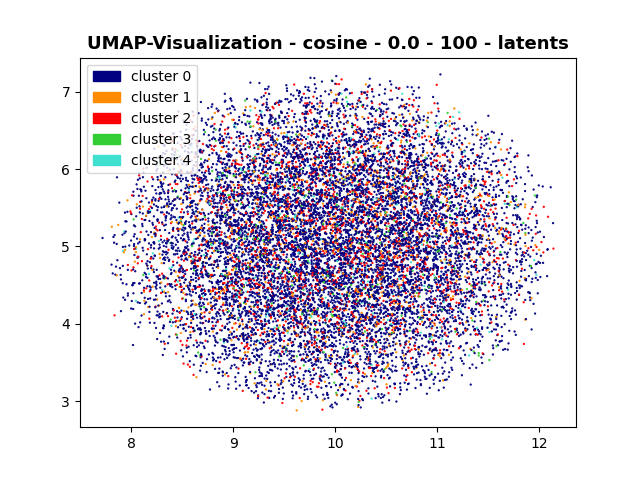 UMAP-Visualization - cosine - 0.0 - 100 - latents
cluster 0
cluster 1
cluster 2
cluster 3
cluster 4
7
6
5
4
3
8 9 10 11 12